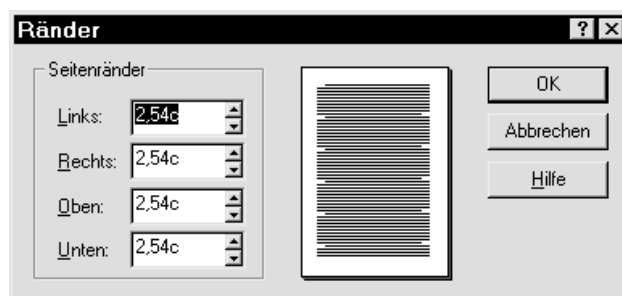 Ränder
Seitenränder
Links: 2,54c
Rechts: 2,54c
Oben: 2,54c
Unten: 2,54c
OK
Abbrechen
Hilfe